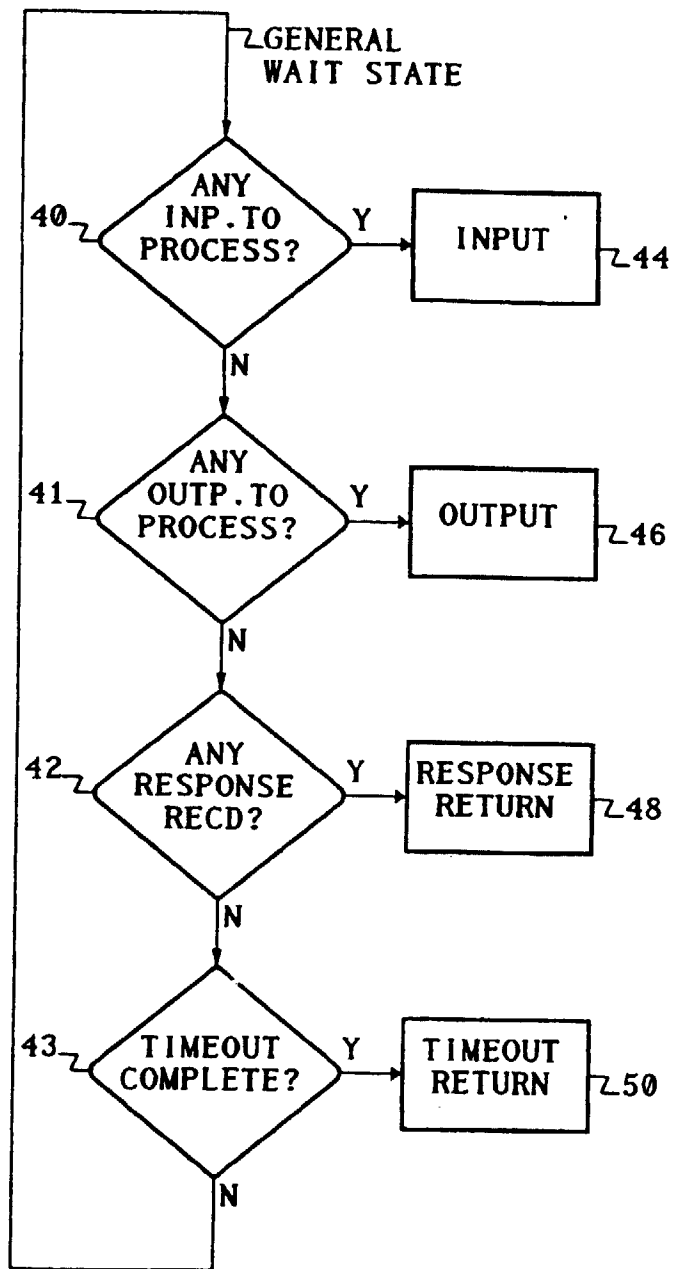 GENERAL
WAIT STATE
ANY
INP.TO
PROCESS?
40
Y
INPUT
44
N
ANY
OUTP.TO
PROCESS?
41
Y
OUTPUT
46
N
ANY
RESPONSE
RECD?
42
Y
RESPONSE
RETURN
48
N
TIMEOUT
COMPLETE?
43
Y
TIMEOUT
RETURN
50
N